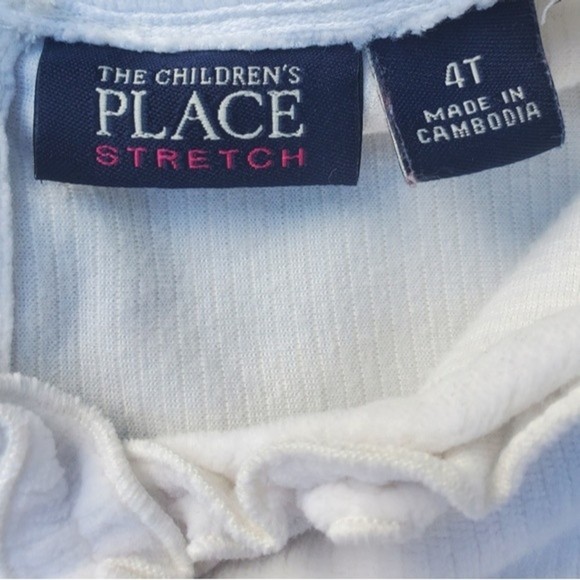 THE CHILDREN'S
PLACE
STRETCH
4T
MADE IN
CAMBODIA